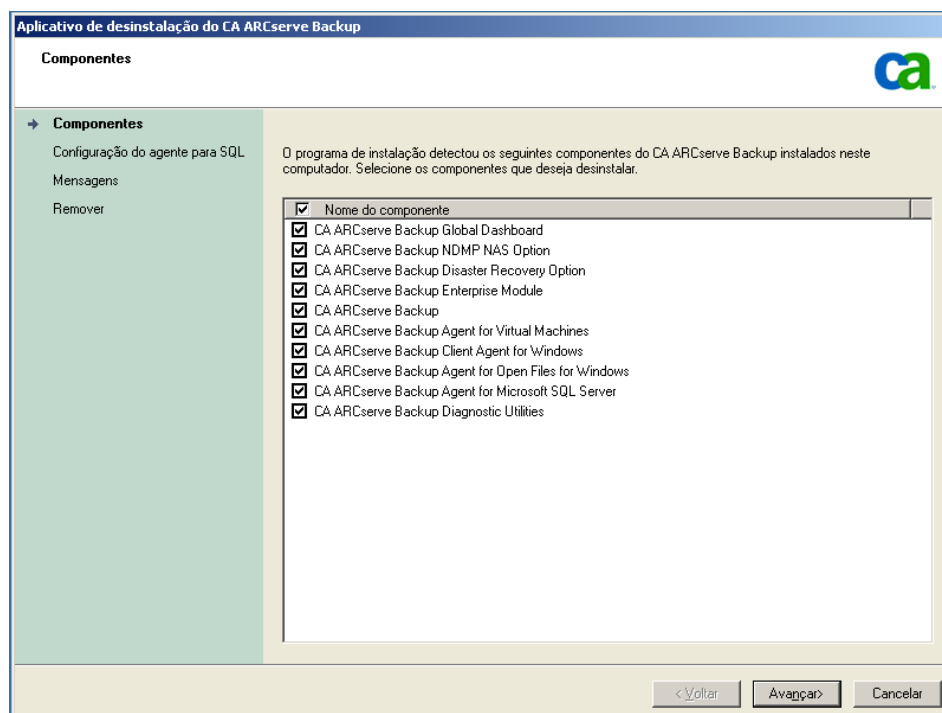 Aplicativo de desinstalação do CA ARCserve Backup
Componentes
ca
Componentes
Configuração do agente para SQL
Mensagens
Remover
O programa de instalação detectou os seguintes componentes do CA ARCserve Backup instalados neste
computador. Selecione os componentes que deseja desinstalar.
Nome do componente
CA ARCserve Backup Global Dashboard
CA ARCserve Backup NDMP NAS Option
CA ARCserve Backup Disaster Recovery Option
CA ARCserve Backup Enterprise Module
CA ARCserve Backup
CA ARCserve Backup Agent for Virtual Machines
CA ARCserve Backup Client Agent for Windows
CA ARCserve Backup Agent for Open Files for Windows
CA ARCserve Backup Agent for Microsoft SQL Server
CA ARCserve Backup Diagnostic Utilities
< Voltar
Avançar>
Cancelar